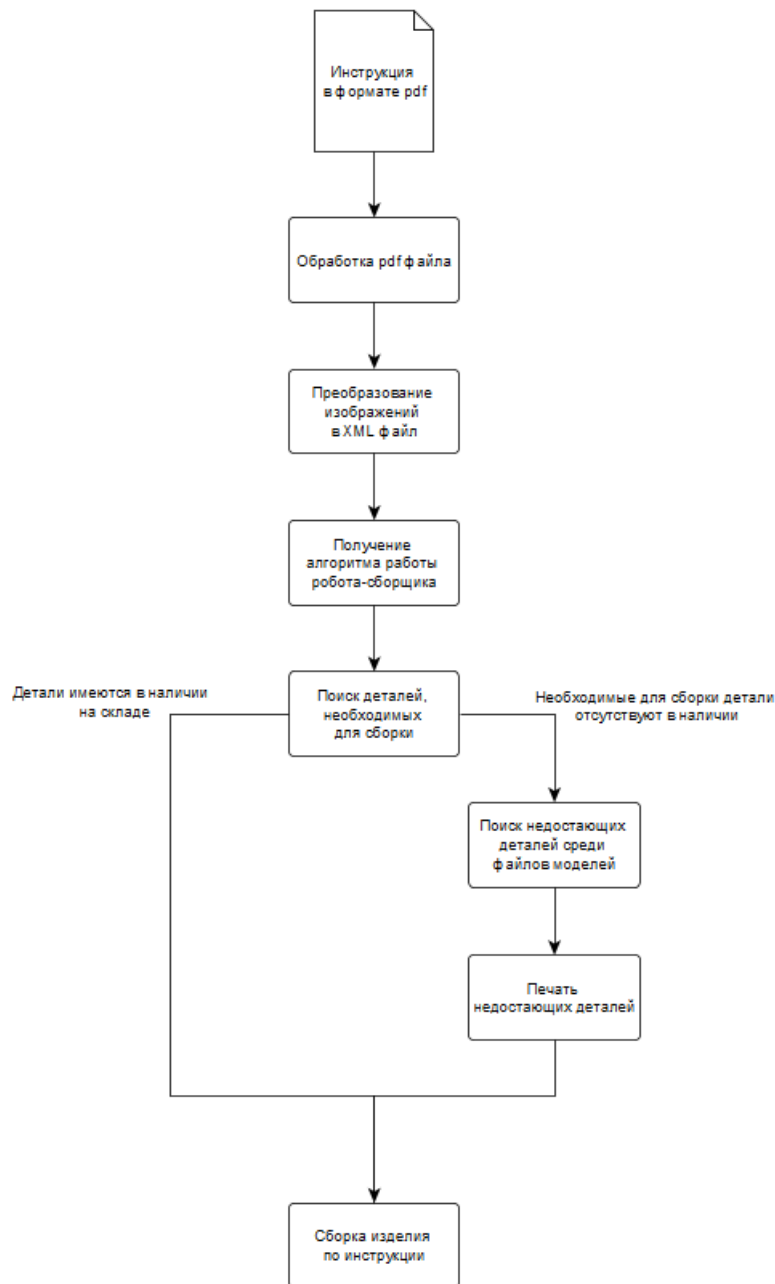 Инструкция
в формате pdf
Обработка pdf файла
Преобразование
изображений
в XML файл
Получение
алгоритма работы
робота-сборщика
Детали имеются в наличии
на складе
Поиск деталей,
необходимых
для сборки
Необходимые для сборки детали
отсутствуют в наличии
Поиск недостающих
деталей среди
файлов моделей
Печать
недостающих деталей
Сборка изделия
по инструкции